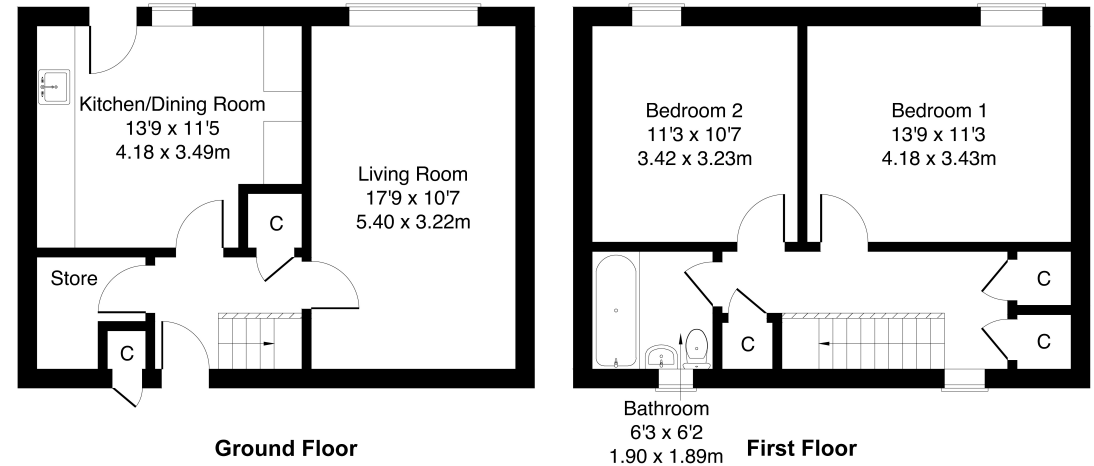 Kitchen/Dining Room
13'9 x 11'5
4.18 x 3.49m
Living Room
17'9 x 10'7
5.40 x 3.22m
C
Store
C
Ground Floor
Bedroom 2
11'3 x 10'7
3.42 x 3.23m
Bedroom 1
13'9 x 11'3
4.18 x 3.43m
C
C
C
Bathroom
6'3 x 6'2
1.90 x 1.89m
First Floor